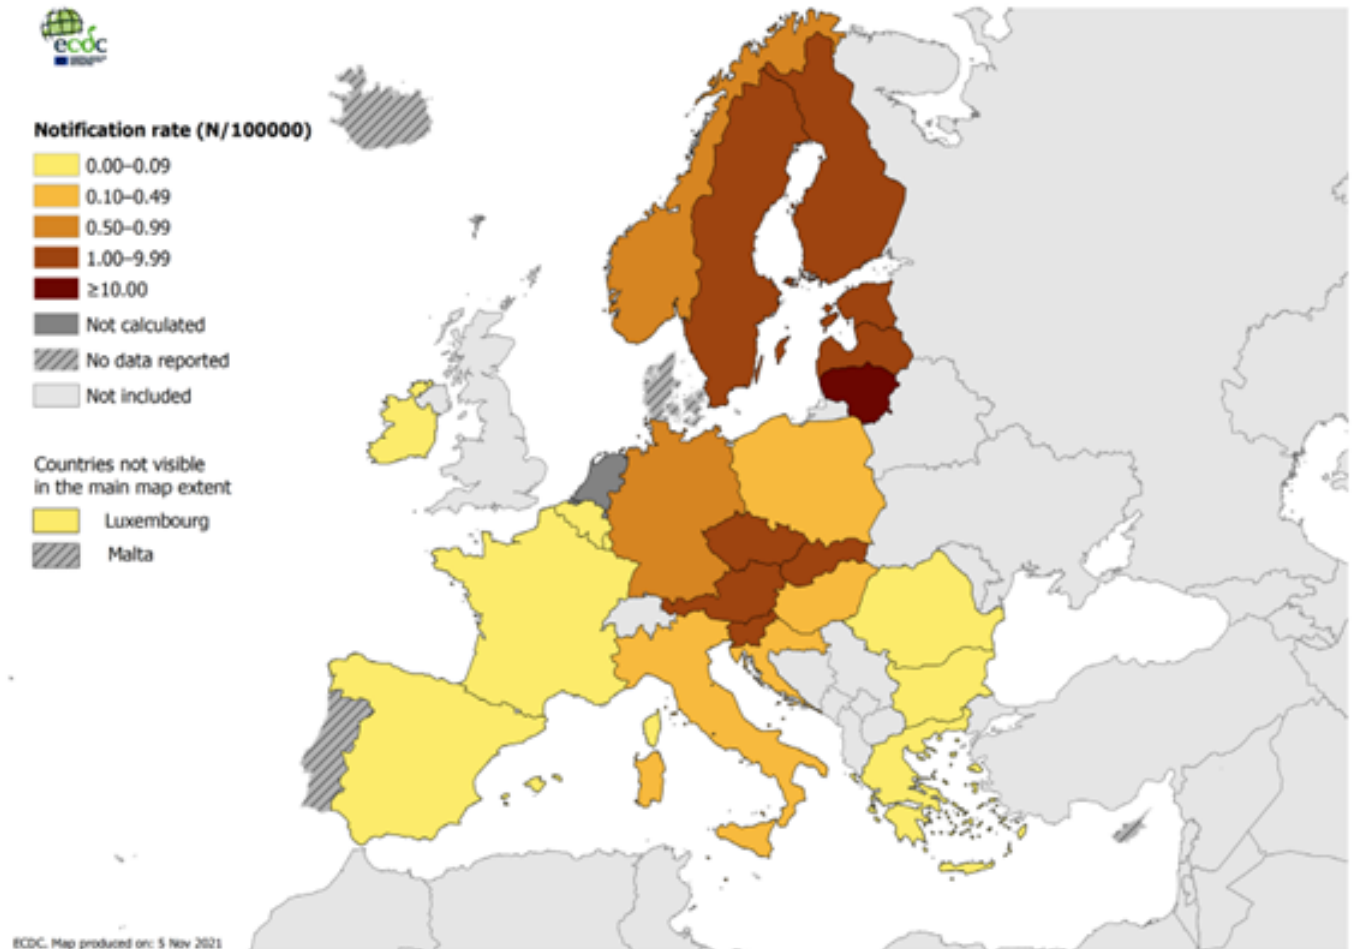 ecdc
Notification rate (N/100000)
0.00–0.09
0.10–0.49
0.50–0.99
1.00–9.99
≥10.00
Not calculated
No data reported
Not included
Countries not visible
in the main map extent
Luxembourg
Malta
ECDC. Map produced on: 5 Nov 2021